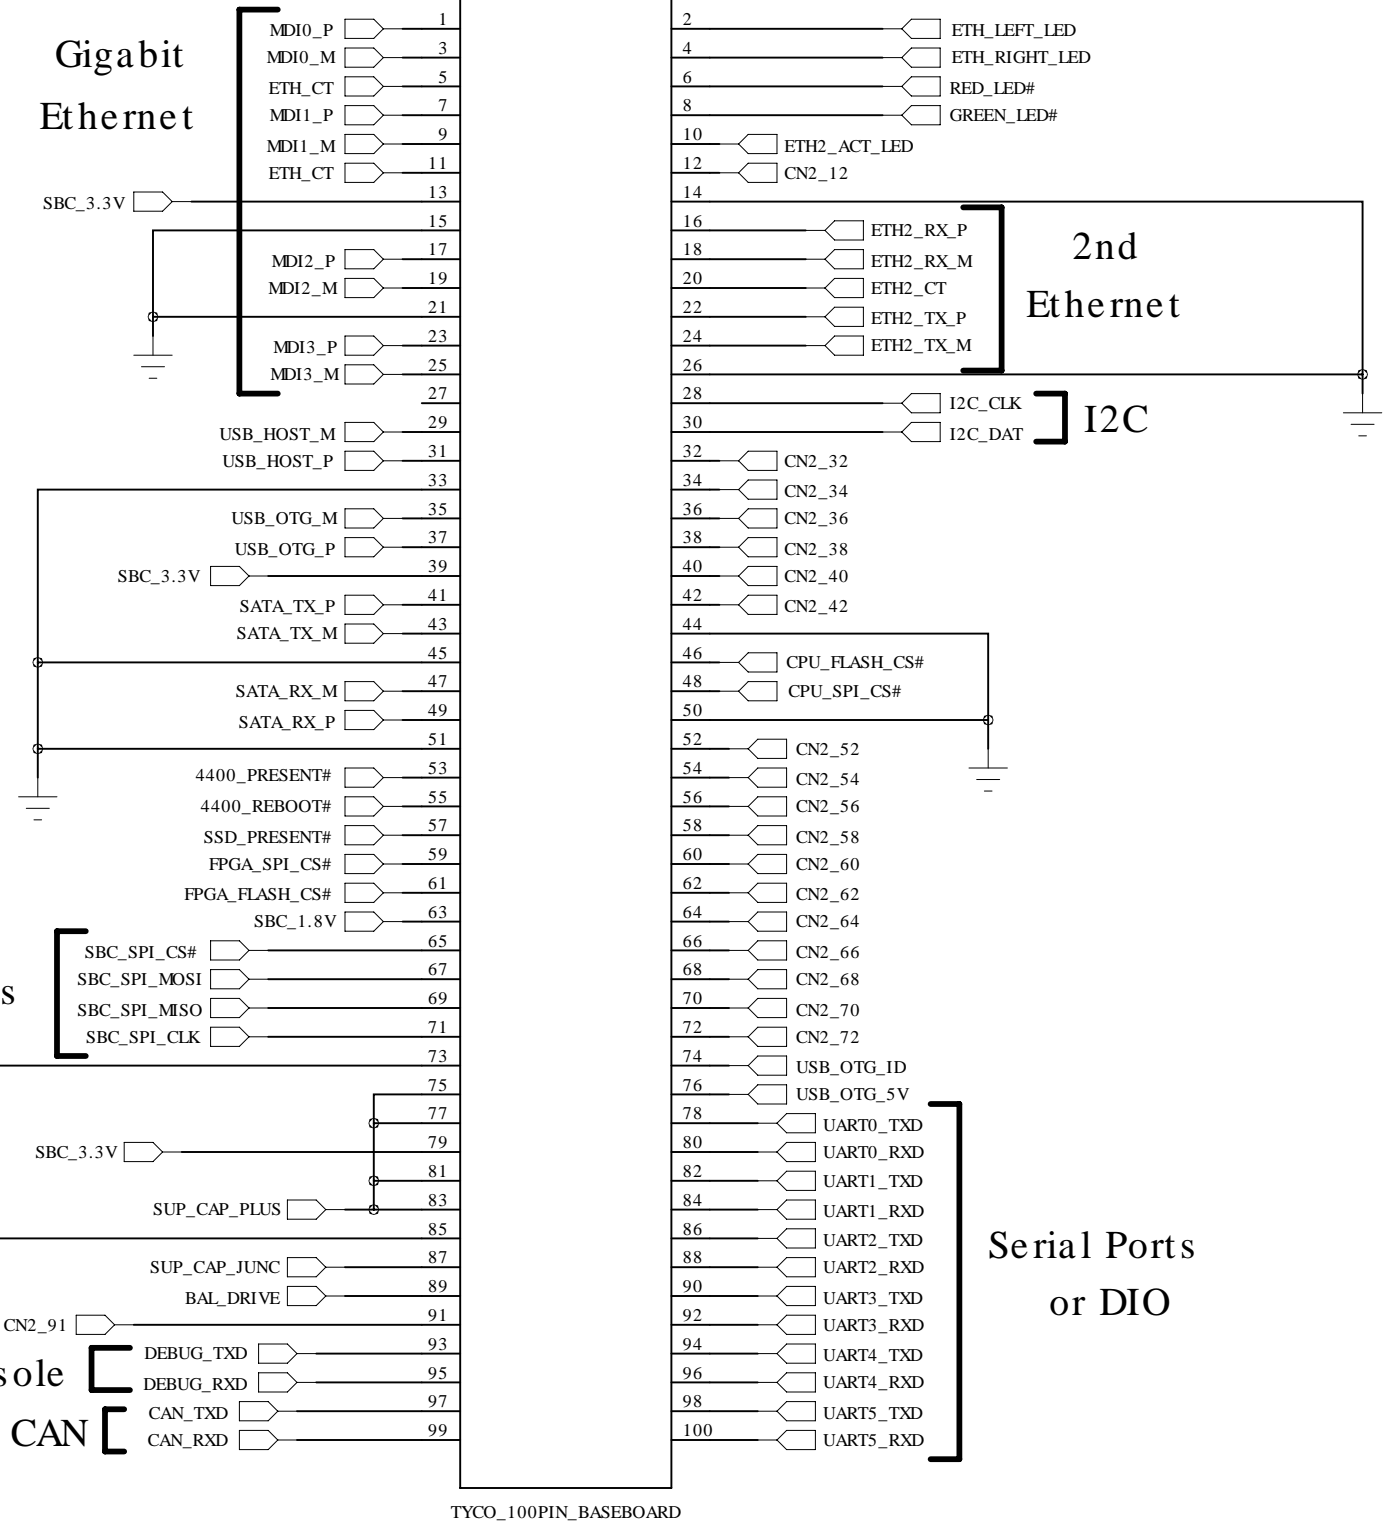 Gigabit
Ethernet
MDI0_P 1
MDI0_M 3
ETH_CT 5
MDI1_P 7
MDI1_M 9
ETH_CT 11
SBC_3.3V 13
15
MDI2_P 17
MDI2_M 19
21
MDI3_P 23
MDI3_M 25
27
USB_HOST_M 29
USB_HOST_P 31
33
USB_OTG_M 35
USB_OTG_P 37
SBC_3.3V 39
SATA_TX_P 41
SATA_TX_M 43
45
SATA_RX_M 47
SATA_RX_P 49
51
4400_PRESENT# 53
4400_REBOOT# 55
SSD_PRESENT# 57
FPGA_SPI_CS# 59
FPGA_FLASH_CS# 61
SBC_1.8V 63
s
SBC_SPI_CS# 65
SBC_SPI_MOSI 67
SBC_SPI_MISO 69
SBC_SPI_CLK 71
73
75
77
SBC_3.3V 79
81
SUP_CAP_PLUS 83
85
SUP_CAP_JUNC 87
BAL_DRIVE 89
CN2_91 91
sole
DEBUG_TXD 93
DEBUG_RXD 95
CAN
CAN_TXD 97
CAN_RXD 99
2 ETH_LEFT_LED
4 ETH_RIGHT_LED
6 RED_LED#
8 GREEN_LED#
10 ETH2_ACT_LED
12 CN2_12
14
16 ETH2_RX_P
18 ETH2_RX_M
20 ETH2_CT
22 ETH2_TX_P
24 ETH2_TX_M
2nd
Ethernet
26
28 I2C_CLK
30 I2C_DAT
I2C
32 CN2_32
34 CN2_34
36 CN2_36
38 CN2_38
40 CN2_40
42 CN2_42
44
46 CPU_FLASH_CS#
48 CPU_SPI_CS#
50
52 CN2_52
54 CN2_54
56 CN2_56
58 CN2_58
60 CN2_60
62 CN2_62
64 CN2_64
66 CN2_66
68 CN2_68
70 CN2_70
72 CN2_72
74 USB_OTG_ID
76 USB_OTG_5V
78 UART0_TXD
80 UART0_RXD
82 UART1_TXD
84 UART1_RXD
86 UART2_TXD
88 UART2_RXD
90 UART3_TXD
92 UART3_RXD
94 UART4_TXD
96 UART4_RXD
98 UART5_TXD
100 UART5_RXD
Serial Ports
or DIO
TYCO_100PIN_BASEBOARD